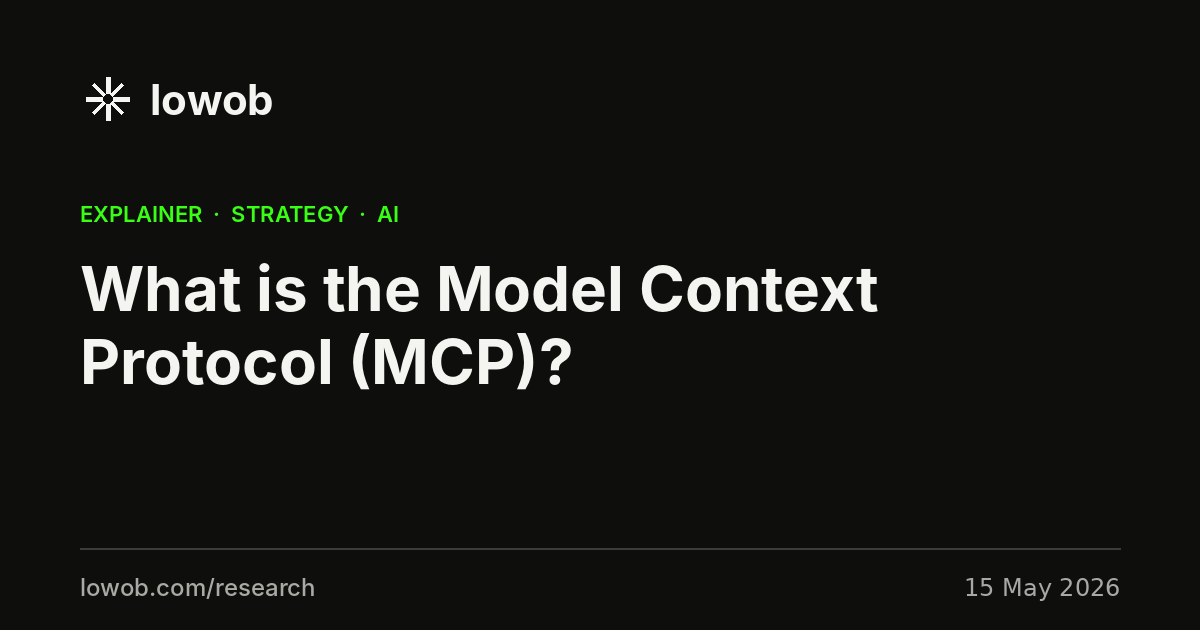 lowob
EXPLAINER · STRATEGY · AI
What is the Model Context
Protocol (MCP)?
lowob.com/research
15 May 2026